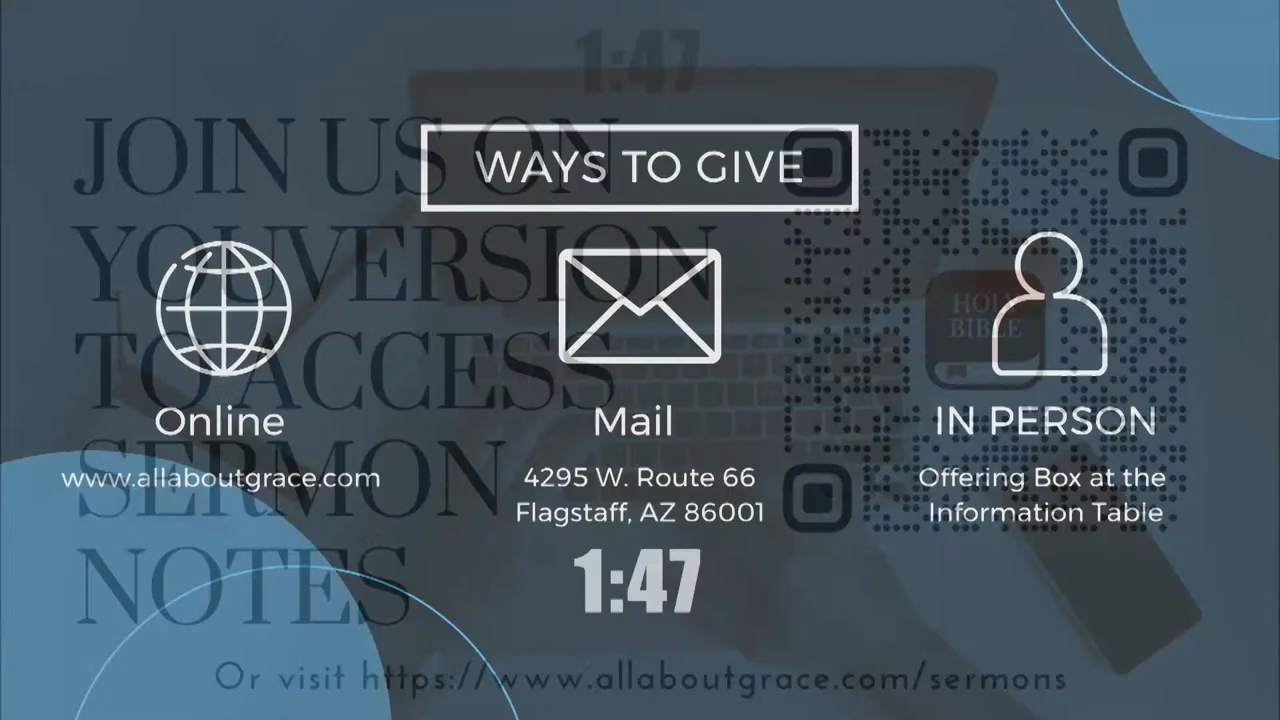 1:47
WAYS TO GIVE
JOIN US ON
YOUVERSION
TO ACCESS
SERMON
NOTES
HOLY
BIBLE
Online
www.allaboutgrace.com
Mail
4295 W. Route 66
Flagstaff, AZ 86001
IN PERSON
Offering Box at the
Information Table
1:47
Or visit https://www.allaboutgrace.com/sermons